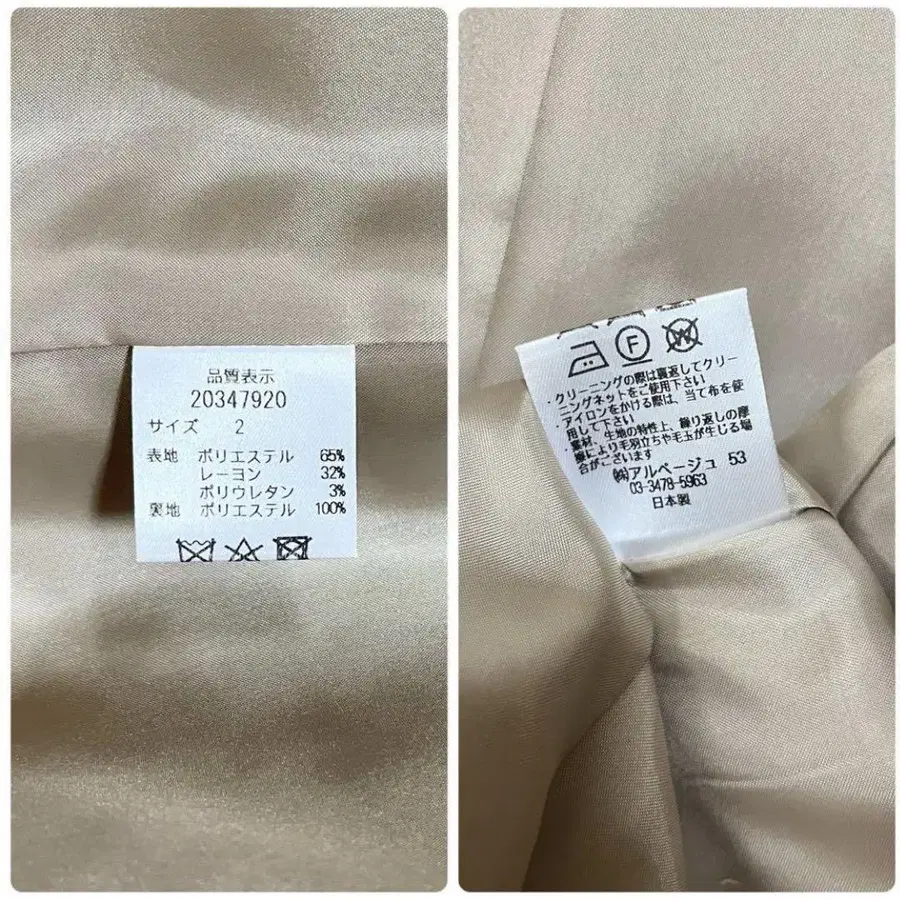 品質表示
20347920
サイズ 2
表地 ポリエステル 65%
レーヨン 32%
ポリウレタン 3%
裏地 ポリエステル 100%
F
W
・クリーニングの際は裏返してクリー
ニングネットをご使用下さい
・アイロンをかける際は、当て布を使
用して下さい
・素材、生地の特性上、繰り返しの摩
擦により毛羽立ちや毛玉が生じる場
合がございます
㈱アルページュ 53
03-3478-5963
日本製